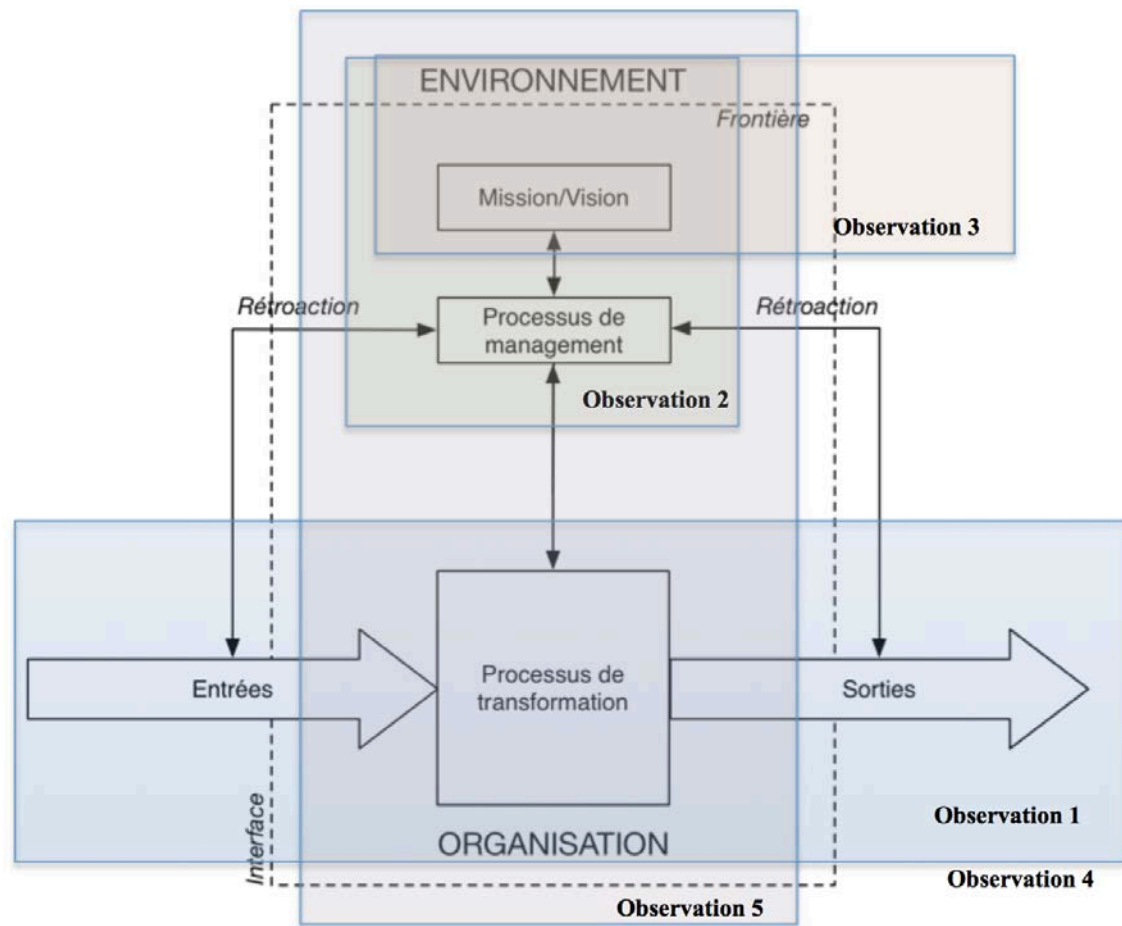 ENVIRONNEMENT
Frontière
Mission/Vision
Observation 3
Rétroaction
Rétroaction
Processus de
management
Observation 2
Entrées
Processus de
transformation
Sorties
Interface
Observation 1
ORGANISATION
Observation 4
Observation 5